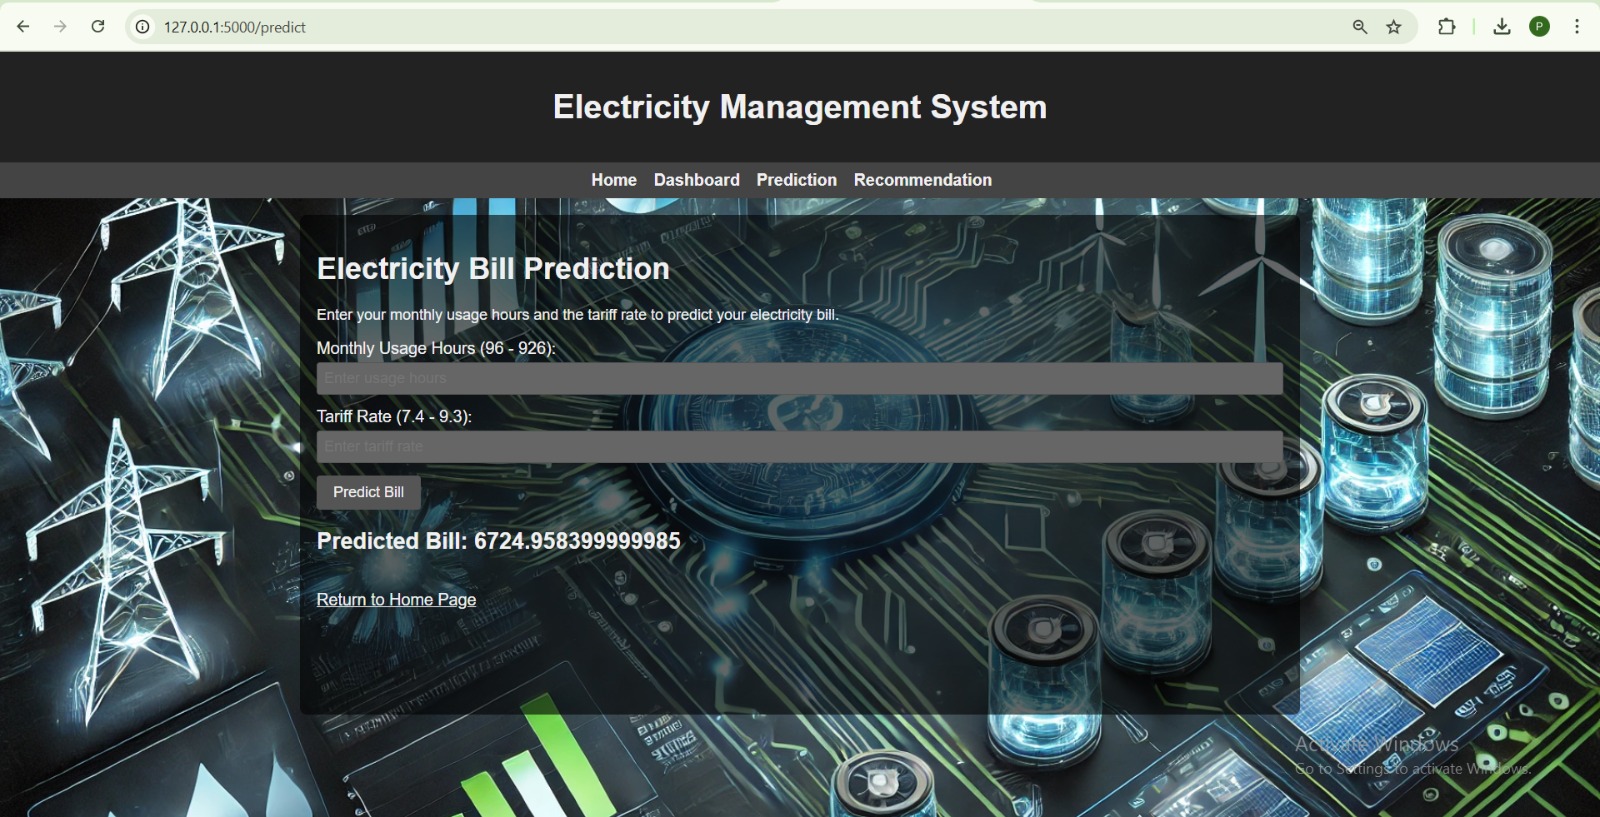 127.0.0.1:5000/predict
P
Electricity Management System
Home Dashboard Prediction Recommendation
Electricity Bill Prediction
Enter your monthly usage hours and the tariff rate to predict your electricity bill.
Monthly Usage Hours (96 - 926):
Enter usage hours
Tariff Rate (7.4 - 9.3):
Enter tariff rate
Predict Bill
Predicted Bill: 6724.958399999985
Return to Home Page
Activate Windows
Go to Settings to activate Windows.